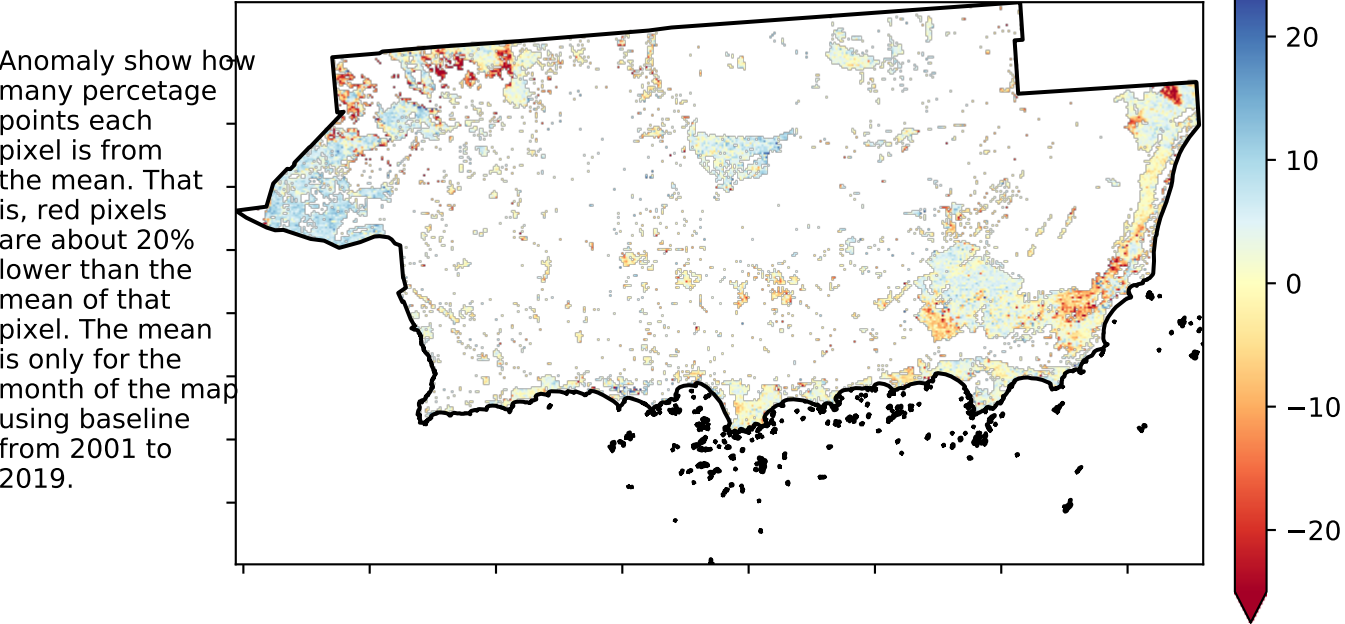 Anomaly show how
many percetage
points each
pixel is from
the mean. That
is, red pixels
are about 20%
lower than the
mean of that
pixel. The mean
is only for the
month of the map
using baseline
from 2001 to
2019.
20
10
0
−10
−20